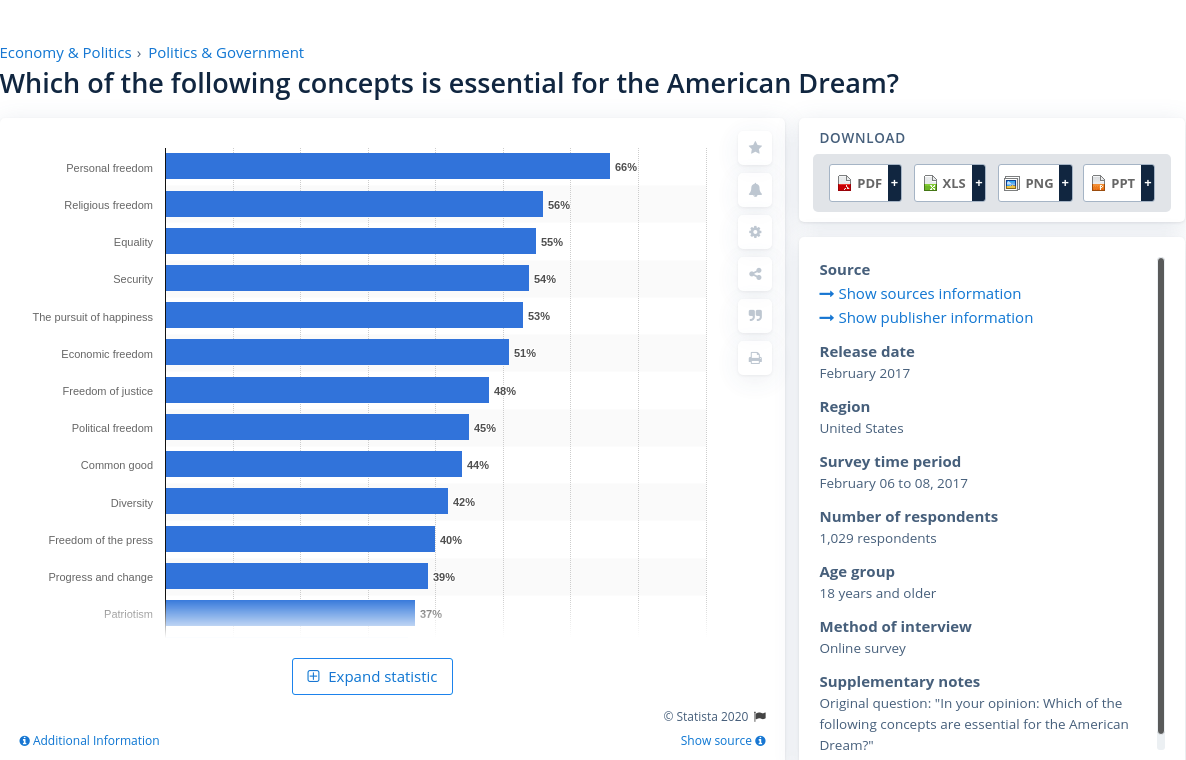 Economy & Politics › Politics & Government
Which of the following concepts is essential for the American Dream?
Personal freedom 66%
Religious freedom 56%
Equality 55%
Security 54%
The pursuit of happiness 53%
Economic freedom 51%
Freedom of justice 48%
Political freedom 45%
Common good 44%
Diversity 42%
Freedom of the press 40%
Progress and change 39%
Patriotism 37%
Expand statistic
© Statista 2020
Additional Information
Show source
DOWNLOAD
PDF + XLS + PNG + PPT +
Source
Show sources information
Show publisher information
Release date
February 2017
Region
United States
Survey time period
February 06 to 08, 2017
Number of respondents
1,029 respondents
Age group
18 years and older
Method of interview
Online survey
Supplementary notes
Original question: "In your opinion: Which of the
following concepts are essential for the American
Dream?"